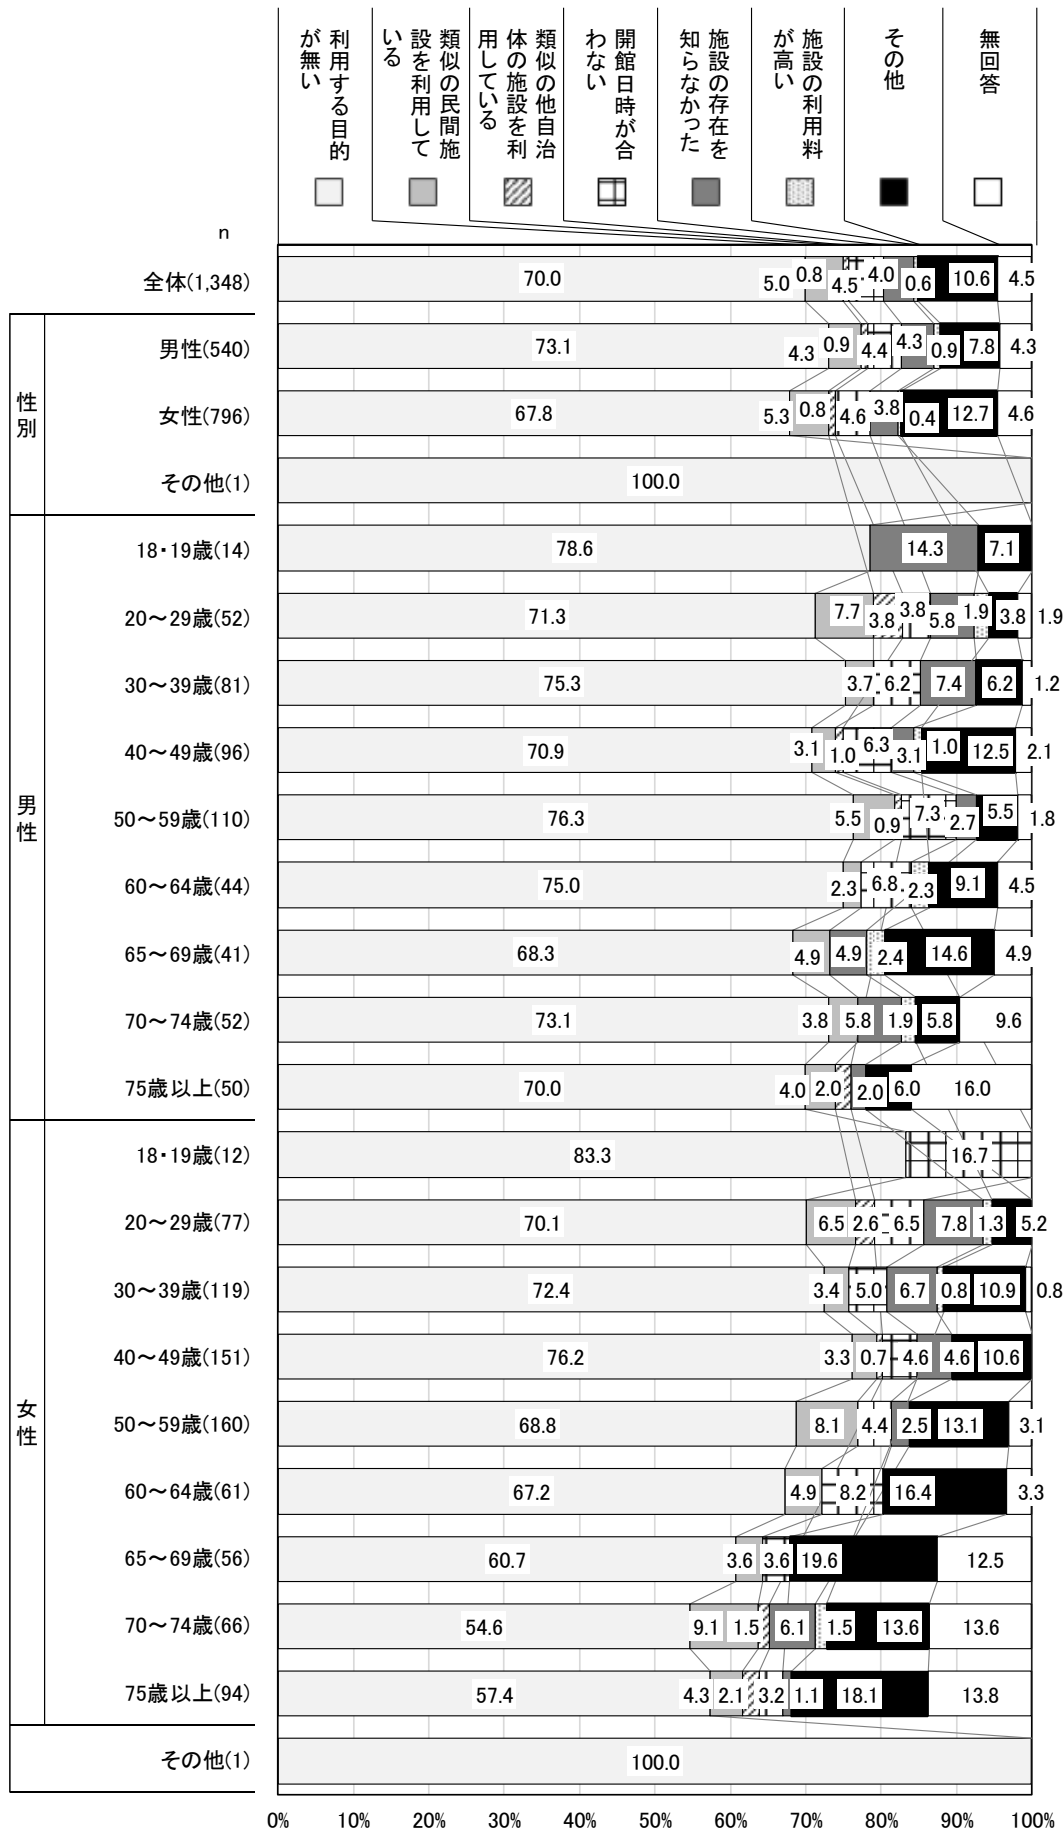 利用する目的
が無い
類似の民間施
設を利用して
いる
類似の他自治
体の施設を利
用している
開館日時が合
わない
施設の存在を
知らなかった
施設の利用料
が高い
その他
無回答
n
全体(1,348)
70.0 5.0 0.8 4.5 4.0 0.6 10.6 4.5
性別
男性(540)
73.1 4.3 0.9 4.4 4.3 0.9 7.8 4.3
女性(796)
67.8 5.3 0.8 4.6 3.8 0.4 12.7 4.6
その他(1)
100.0
男性
18・19歳(14)
78.6 14.3 7.1
20～29歳(52)
71.3 7.7 3.8 3.8 5.8 1.9 3.8 1.9
30～39歳(81)
75.3 3.7 6.2 7.4 6.2 1.2
40～49歳(96)
70.9 3.1 1.0 6.3 3.1 1.0 12.5 2.1
50～59歳(110)
76.3 5.5 0.9 7.3 2.7 5.5 1.8
60～64歳(44)
75.0 2.3 6.8 2.3 9.1 4.5
65～69歳(41)
68.3 4.9 4.9 2.4 14.6 4.9
70～74歳(52)
73.1 3.8 5.8 1.9 5.8 9.6
75歳以上(50)
70.0 4.0 2.0 2.0 6.0 16.0
女性
18・19歳(12)
83.3 16.7
20～29歳(77)
70.1 6.5 2.6 6.5 7.8 1.3 5.2
30～39歳(119)
72.4 3.4 5.0 6.7 0.8 10.9 0.8
40～49歳(151)
76.2 3.3 0.7 4.6 4.6 10.6
50～59歳(160)
68.8 8.1 4.4 2.5 13.1 3.1
60～64歳(61)
67.2 4.9 8.2 16.4 3.3
65～69歳(56)
60.7 3.6 3.6 19.6 12.5
70～74歳(66)
54.6 9.1 1.5 6.1 1.5 13.6 13.6
75歳以上(94)
57.4 4.3 2.1 3.2 1.1 18.1 13.8
その他(1)
100.0
0% 10% 20% 30% 40% 50% 60% 70% 80% 90% 100%